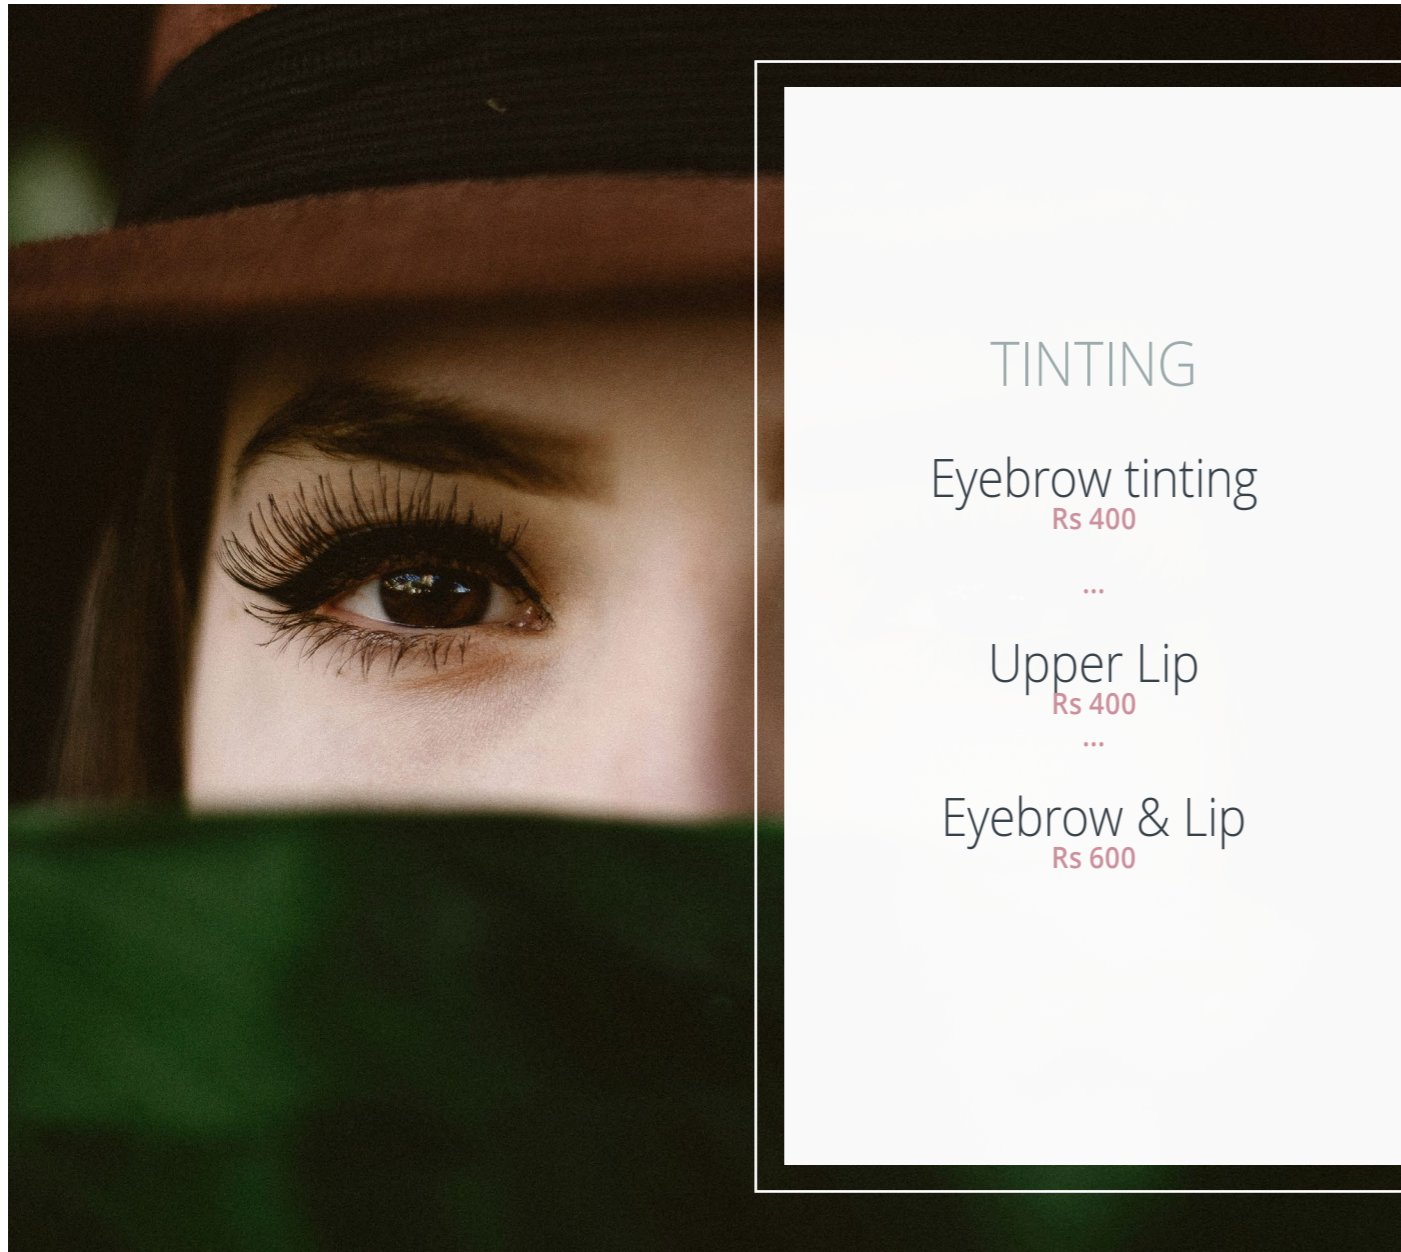 TINTING
Eyebrow tinting
Rs 400
...
Upper Lip
Rs 400
...
Eyebrow & Lip
Rs 600